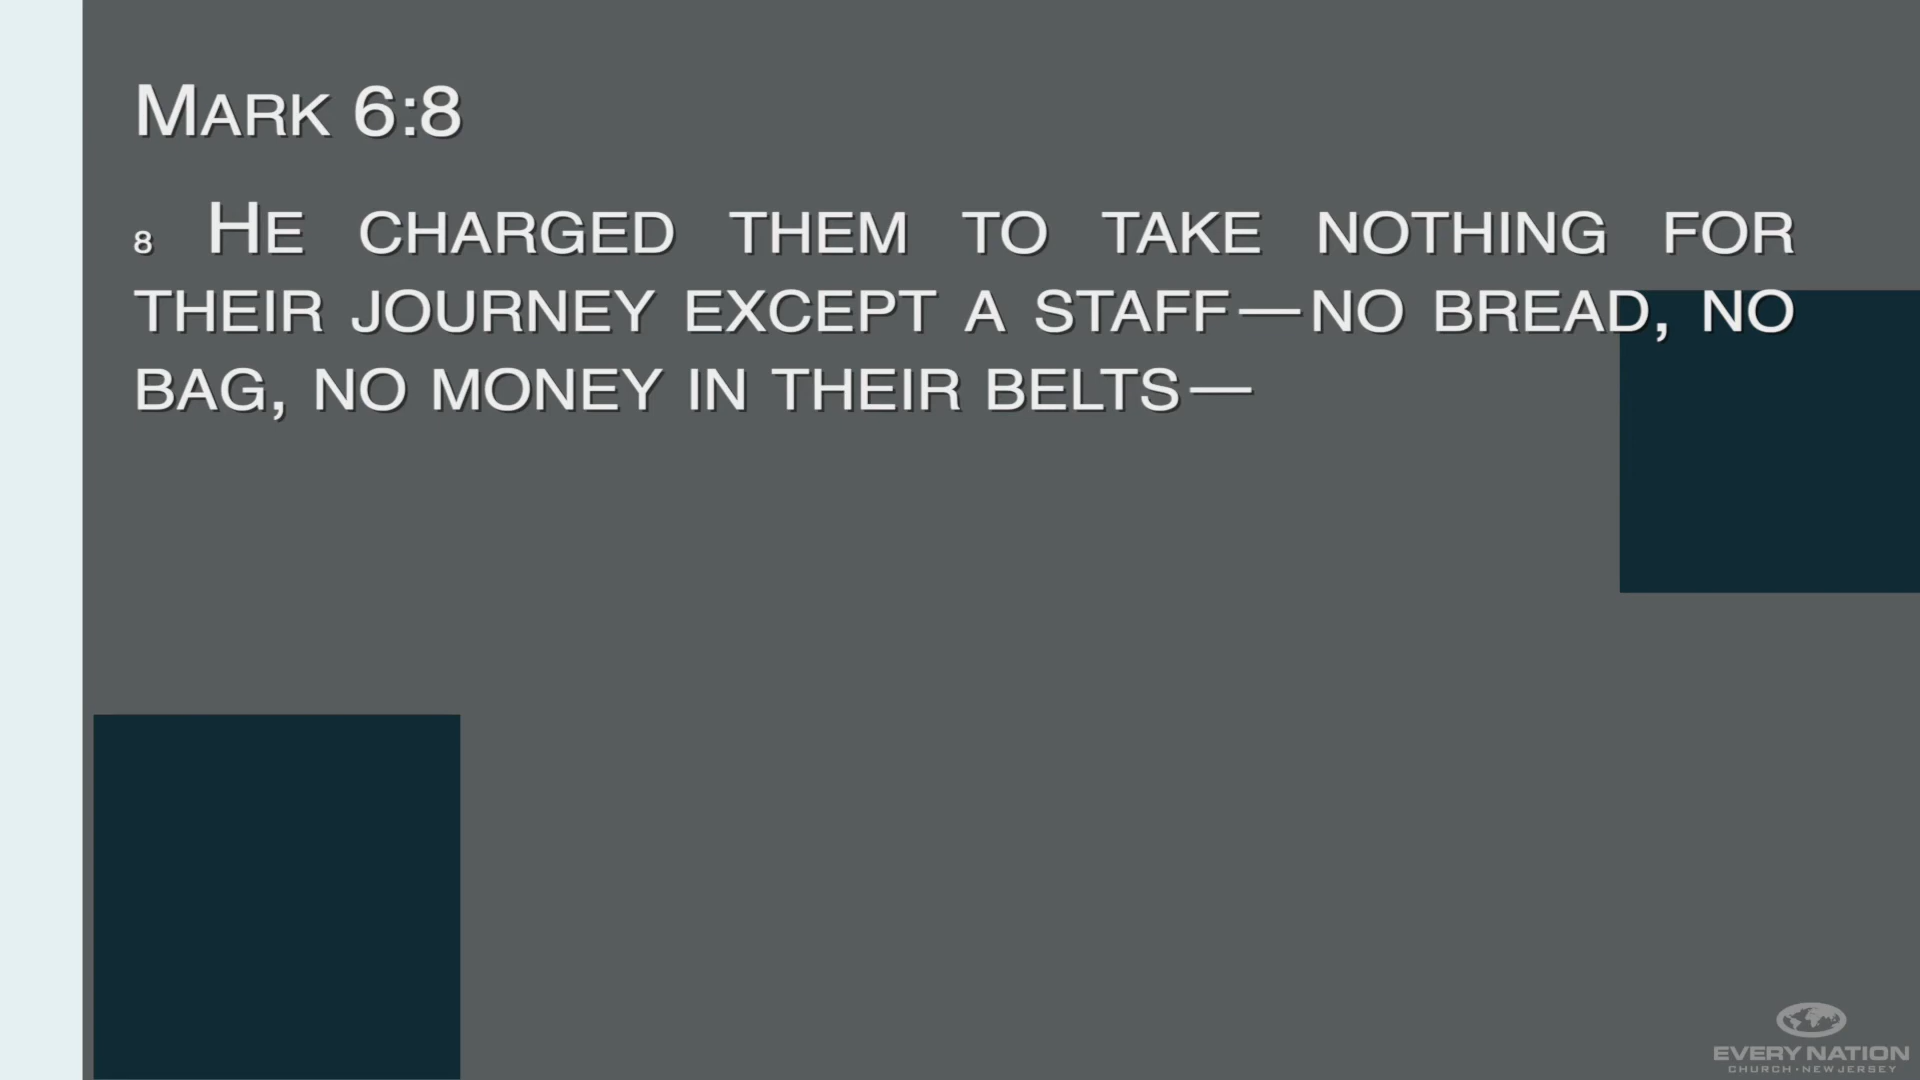 Mark 6:8
8 He charged them to take nothing for
their journey except a staff—no bread, no
bag, no money in their belts—
EVERY NATION
CHURCH • NEW JERSEY